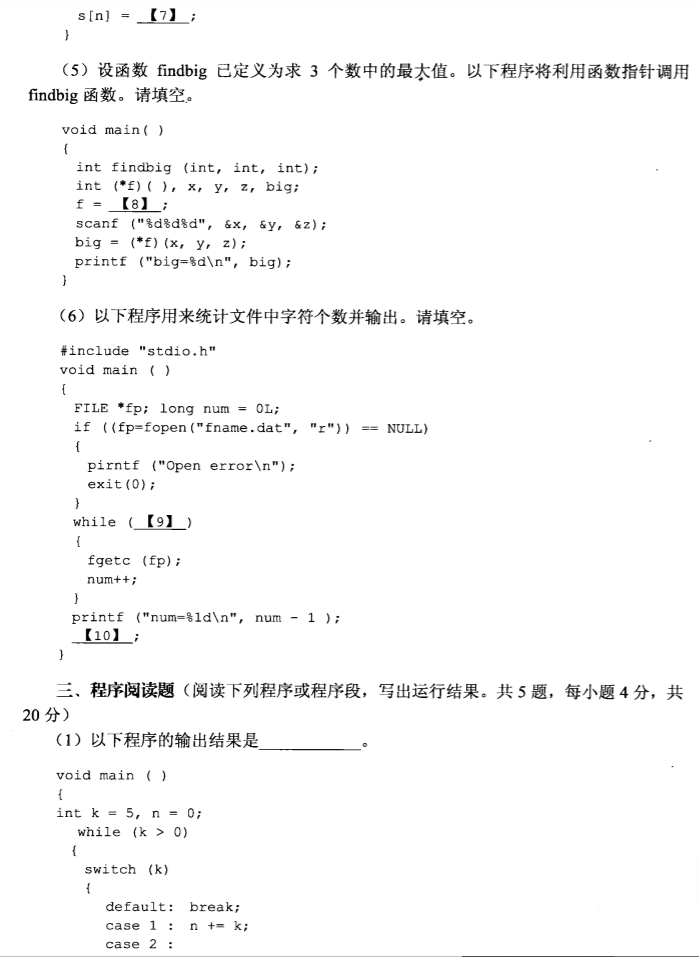 s[n] = 【7】 ;
}
（5）设函数 findbig 已定义为求 3 个数中的最大值。以下程序将利用函数指针调用
findbig 函数。请填空。
void main( )
{
int findbig (int, int, int);
int (*f)( ), x, y, z, big;
f = 【8】 ;
scanf ("%d%d%d", &x, &y, &z);
big = (*f)(x, y, z);
printf ("big=%d\n", big);
}
（6）以下程序用来统计文件中字符个数并输出。请填空。
#include "stdio.h"
void main ( )
{
FILE *fp; long num = 0L;
if ((fp=fopen("fname.dat", "r")) == NULL)
{
pirntf ("Open error\n");
exit(0);
}
while ( 【9】 )
{
fgetc (fp);
num++;
}
printf ("num=%ld\n", num - 1 );
【10】 ;
}
三、程序阅读题（阅读下列程序或程序段，写出运行结果。共 5 题，每小题 4 分，共
20 分）
（1）以下程序的输出结果是__________。
void main ( )
{
int k = 5, n = 0;
while (k > 0)
{
switch (k)
{
default: break;
case 1 : n += k;
case 2 :